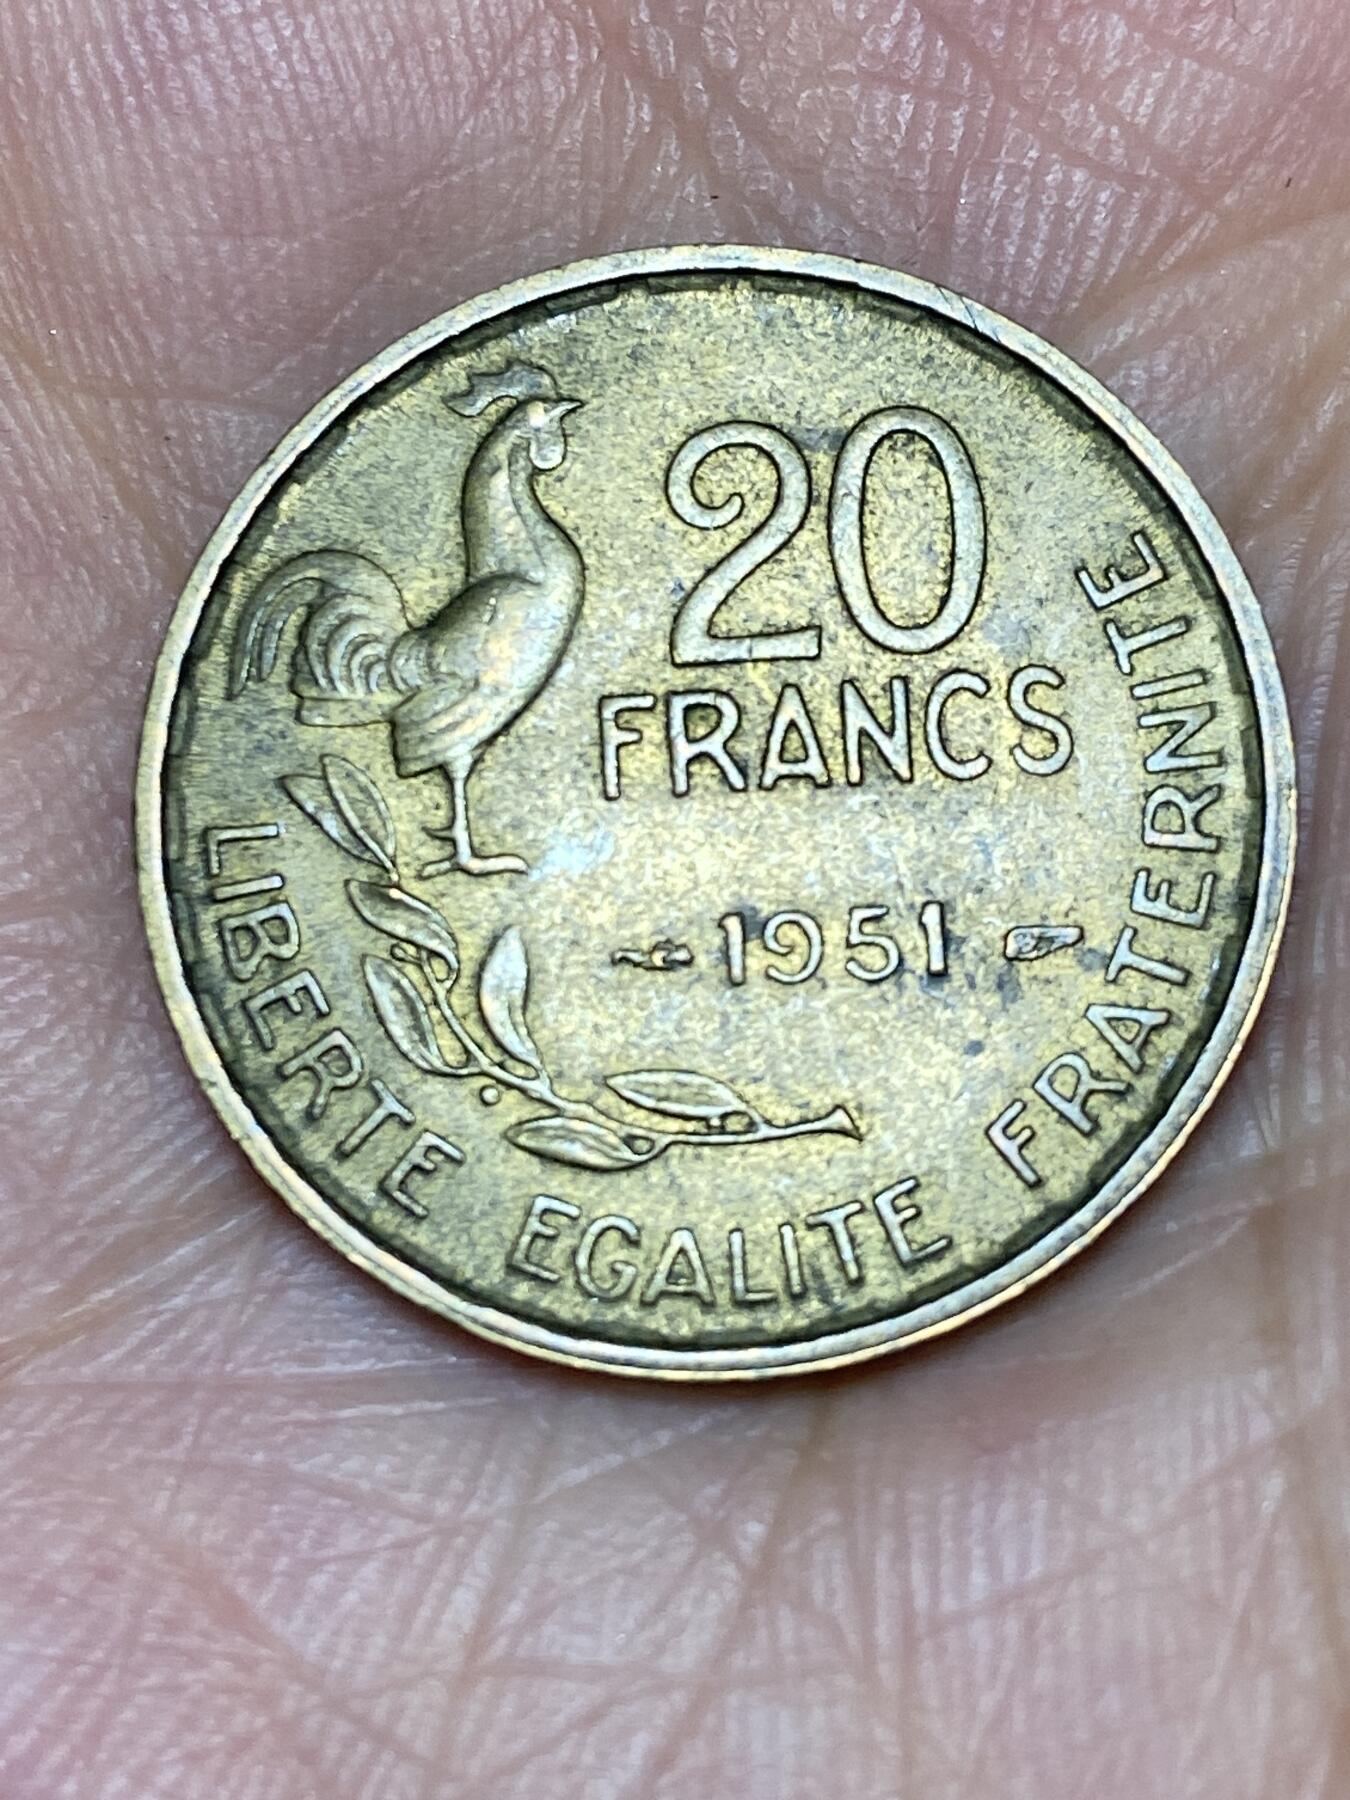 20
FRANCS
1951
LIBERTE EGALITE FRATERNITE